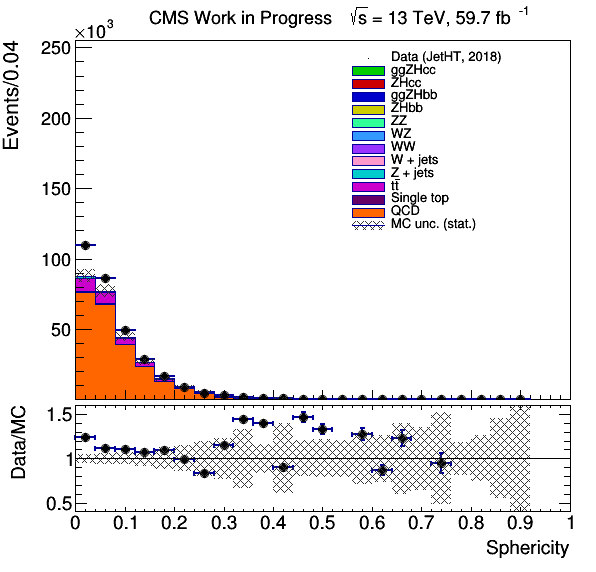 CMS Work in Progress √s = 13 TeV, 59.7 fb -1
×10³
Events/0.04
250
200
150
100
50
Data (JetHT, 2018)
ggZHcc
ZHcc
ggZHbb
ZHbb
ZZ
WZ
WW
W + jets
Z + jets
tt̄
Single top
QCD
MC unc. (stat.)
Data/MC
1.5
1
0.5
0 0.1 0.2 0.3 0.4 0.5 0.6 0.7 0.8 0.9 1
Sphericity